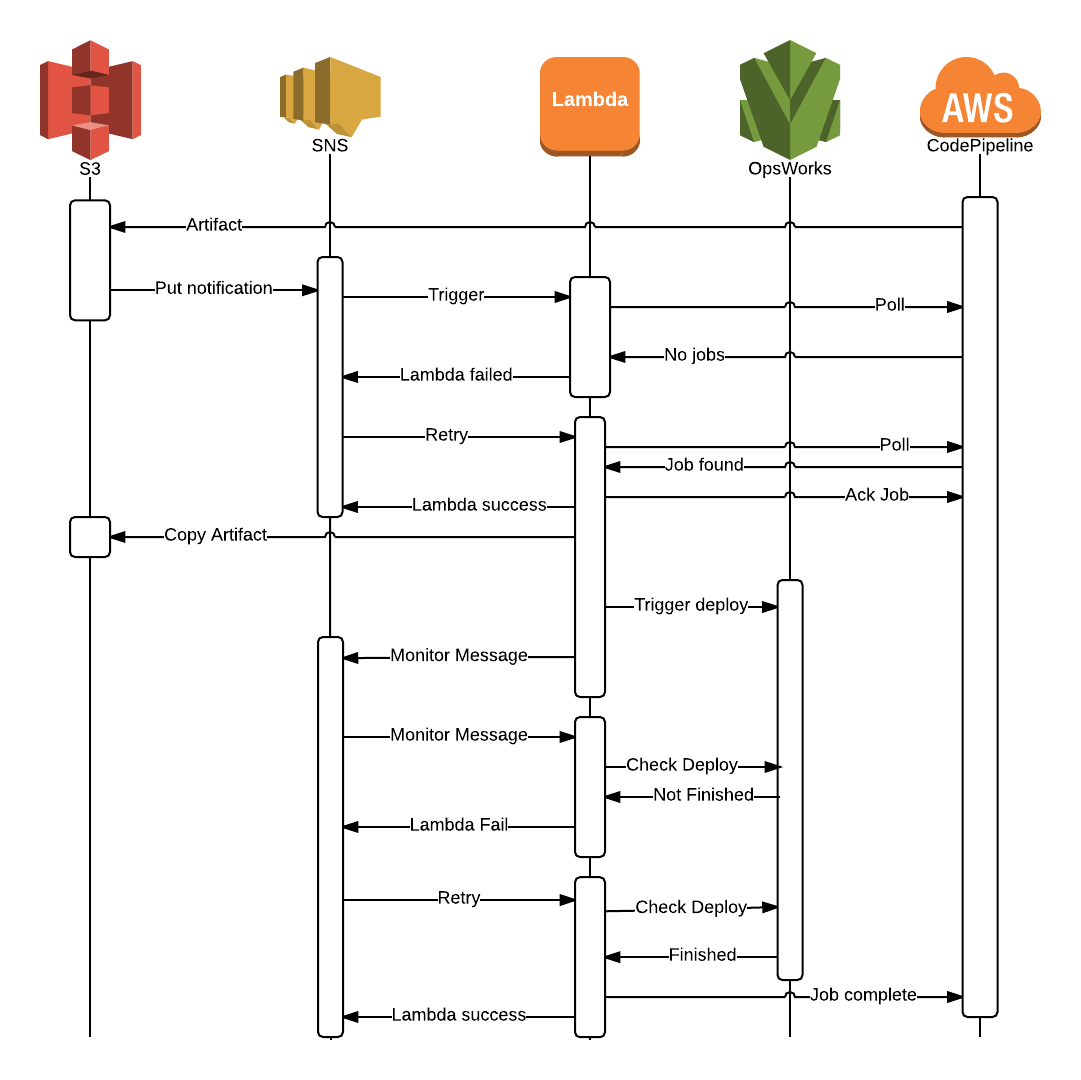 Lambda
AWS
SNS
CodePipeline
S3
OpsWorks
Artifact
Put notification
Trigger
Poll
No jobs
Lambda failed
Retry
Poll
Job found
Ack Job
Lambda success
Copy Artifact
Trigger deploy
Monitor Message
Monitor Message
Check Deploy
Not Finished
Lambda Fail
Retry
Check Deploy
Finished
Job complete
Lambda success